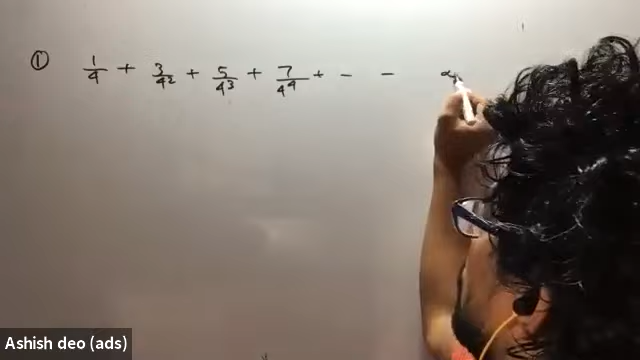 ① 1/4 + 3/4² + 5/4³ + 7/4⁴ + - -
Ashish deo (ads)